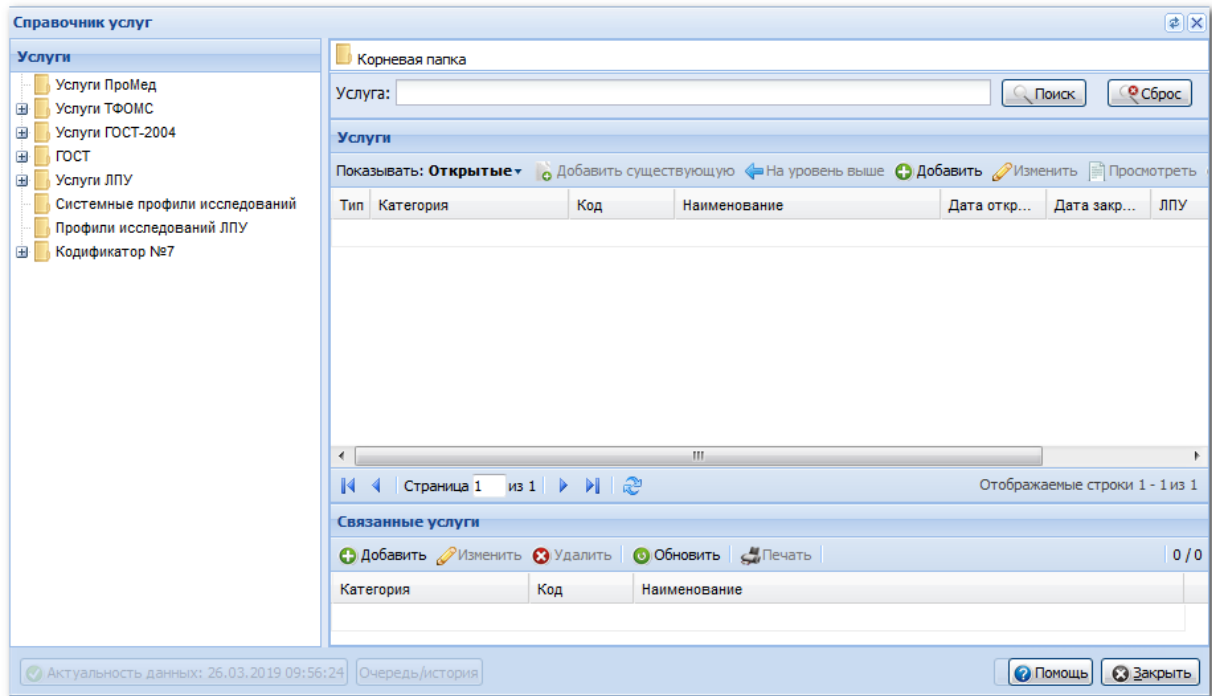 Справочник услуг
Услуги
Услуги ПроМед
Услуги ТФОМС
Услуги ГОСТ-2004
ГОСТ
Услуги ЛПУ
Системные профили исследований
Профили исследований ЛПУ
Кодификатор №7
Корневая папка
Услуга: Поиск Сброс
Услуги
Показывать: Открытые Добавить существующую На уровень выше Добавить Изменить Просмотреть
Тип Категория Код Наименование Дата откр... Дата закр... ЛПУ
Страница 1 из 1 Отображаемые строки 1 - 1 из 1
Связанные услуги
Добавить Изменить Удалить Обновить Печать 0 / 0
Категория Код Наименование
Актуальность данных: 26.03.2019 09:56:24 Очередь/история Помощь Закрыть